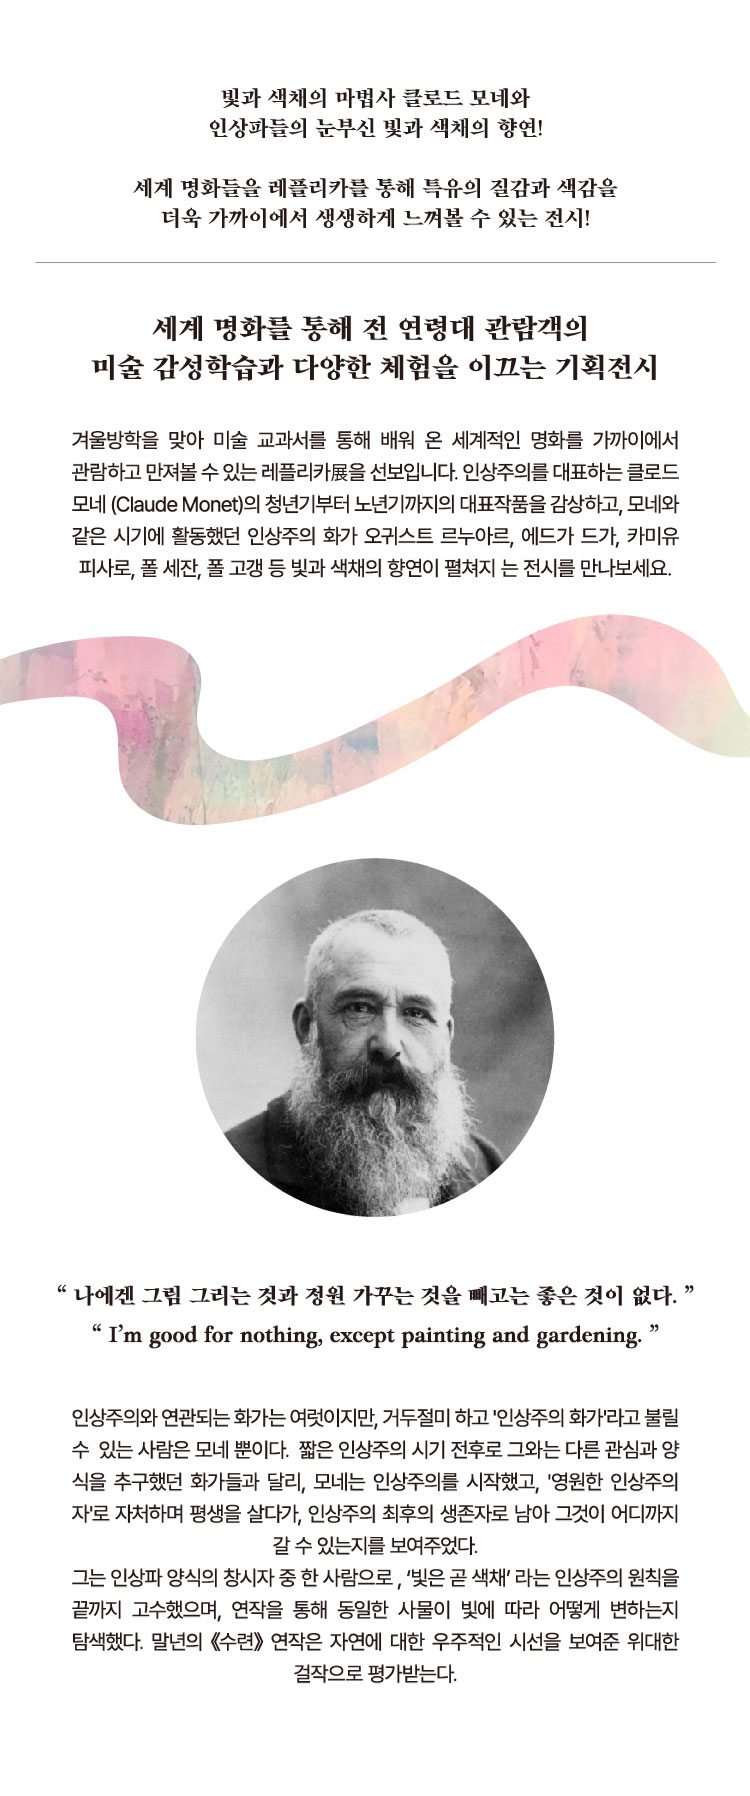 빛과 색채의 마법사 클로드 모네와
인상파들의 눈부신 빛과 색채의 향연!
세계 명화들을 레플리카를 통해 특유의 질감과 색감을
더욱 가까이에서 생생하게 느껴볼 수 있는 전시!
세계 명화를 통해 전 연령대 관람객의
미술 감성학습과 다양한 체험을 이끄는 기획전시
겨울방학을 맞아 미술 교과서를 통해 배워 온 세계적인 명화를 가까이에서
관람하고 만져볼 수 있는 레플리카展을 선보입니다. 인상주의를 대표하는 클로드
모네 (Claude Monet)의 청년기부터 노년기까지의 대표작품을 감상하고, 모네와
같은 시기에 활동했던 인상주의 화가 오귀스트 르누아르, 에드가 드가, 카미유
피사로, 폴 세잔, 폴 고갱 등 빛과 색채의 향연이 펼쳐지 는 전시를 만나보세요.
“ 나에겐 그림 그리는 것과 정원 가꾸는 것을 빼고는 좋은 것이 없다. ”
“ I’m good for nothing, except painting and gardening. ”
인상주의와 연관되는 화가는 여럿이지만, 거두절미 하고 '인상주의 화가'라고 불릴
수 있는 사람은 모네 뿐이다. 짧은 인상주의 시기 전후로 그와는 다른 관심과 양
식을 추구했던 화가들과 달리, 모네는 인상주의를 시작했고, '영원한 인상주의
자'로 자처하며 평생을 살다가, 인상주의 최후의 생존자로 남아 그것이 어디까지
갈 수 있는지를 보여주었다.
그는 인상파 양식의 창시자 중 한 사람으로 , ‘빛은 곧 색채’ 라는 인상주의 원칙을
끝까지 고수했으며, 연작을 통해 동일한 사물이 빛에 따라 어떻게 변하는지
탐색했다. 말년의 《수련》 연작은 자연에 대한 우주적인 시선을 보여준 위대한
걸작으로 평가받는다.